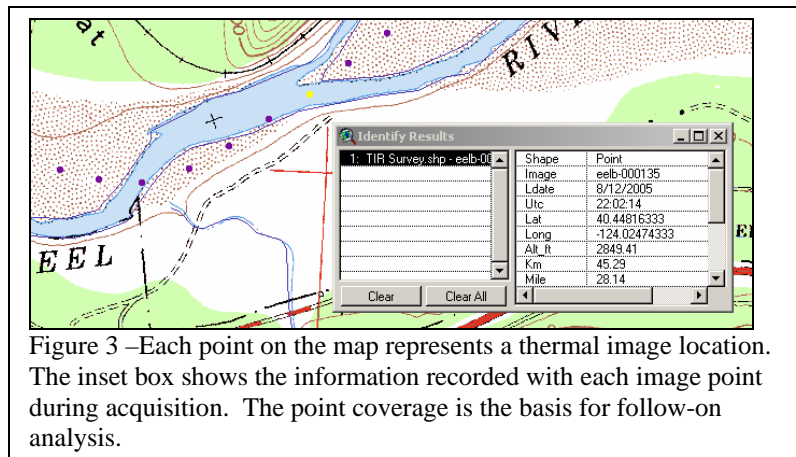 at
00
RIV
EEL
Identify Results
1: TIR Survey.shp - eelb-00
Shape Point
Image eelb-000135
Ldate 8/12/2005
Utc 22:02:14
Lat 40.44816333
Long -124.02474333
Alt_ft 2849.41
Km 45.29
Mile 28.14
Clear Clear All
Figure 3 –Each point on the map represents a thermal image location.
The inset box shows the information recorded with each image point
during acquisition. The point coverage is the basis for follow-on
analysis.